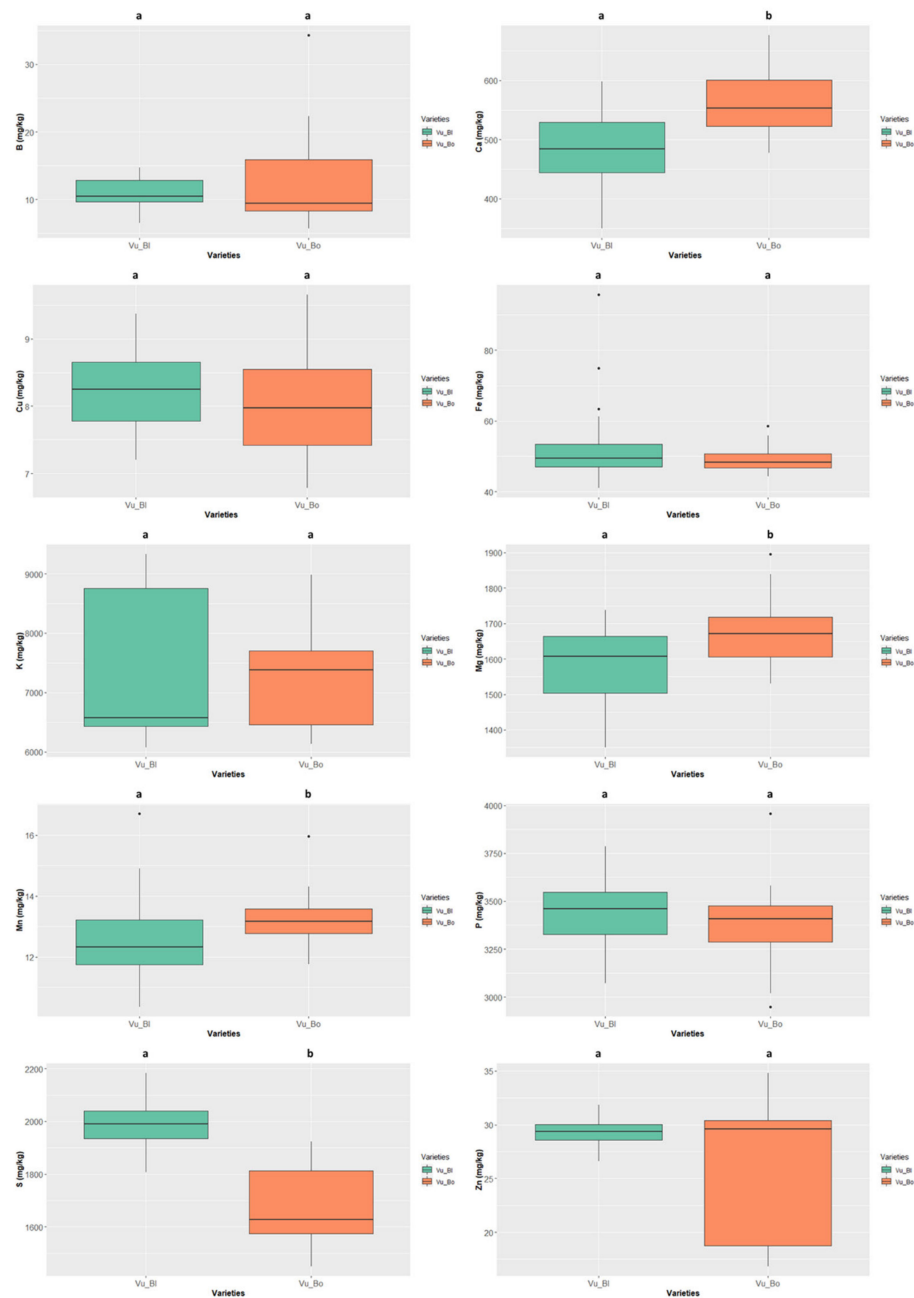 a a
B (mg/kg)
30
20
10
Vu_Bl Vu_Bo
Varieties
Varieties
Vu_Bl
Vu_Bo
a b
Ca (mg/kg)
600
500
400
Vu_Bl Vu_Bo
Varieties
Varieties
Vu_Bl
Vu_Bo
a a
Cu (mg/kg)
9
8
7
Vu_Bl Vu_Bo
Varieties
Varieties
Vu_Bl
Vu_Bo
a a
Fe (mg/kg)
80
60
40
Vu_Bl Vu_Bo
Varieties
Varieties
Vu_Bl
Vu_Bo
a a
K (mg/kg)
9000
8000
7000
6000
Vu_Bl Vu_Bo
Varieties
Varieties
Vu_Bl
Vu_Bo
a b
Mg (mg/kg)
1900
1800
1700
1600
1500
1400
Vu_Bl Vu_Bo
Varieties
Varieties
Vu_Bl
Vu_Bo
a b
Mn (mg/kg)
16
14
12
Vu_Bl Vu_Bo
Varieties
Varieties
Vu_Bl
Vu_Bo
a a
P (mg/kg)
4000
3750
3500
3250
3000
Vu_Bl Vu_Bo
Varieties
Varieties
Vu_Bl
Vu_Bo
a b
S (mg/kg)
2200
2000
1800
1600
Vu_Bl Vu_Bo
Varieties
Varieties
Vu_Bl
Vu_Bo
a a
Zn (mg/kg)
35
30
25
20
Vu_Bl Vu_Bo
Varieties
Varieties
Vu_Bl
Vu_Bo